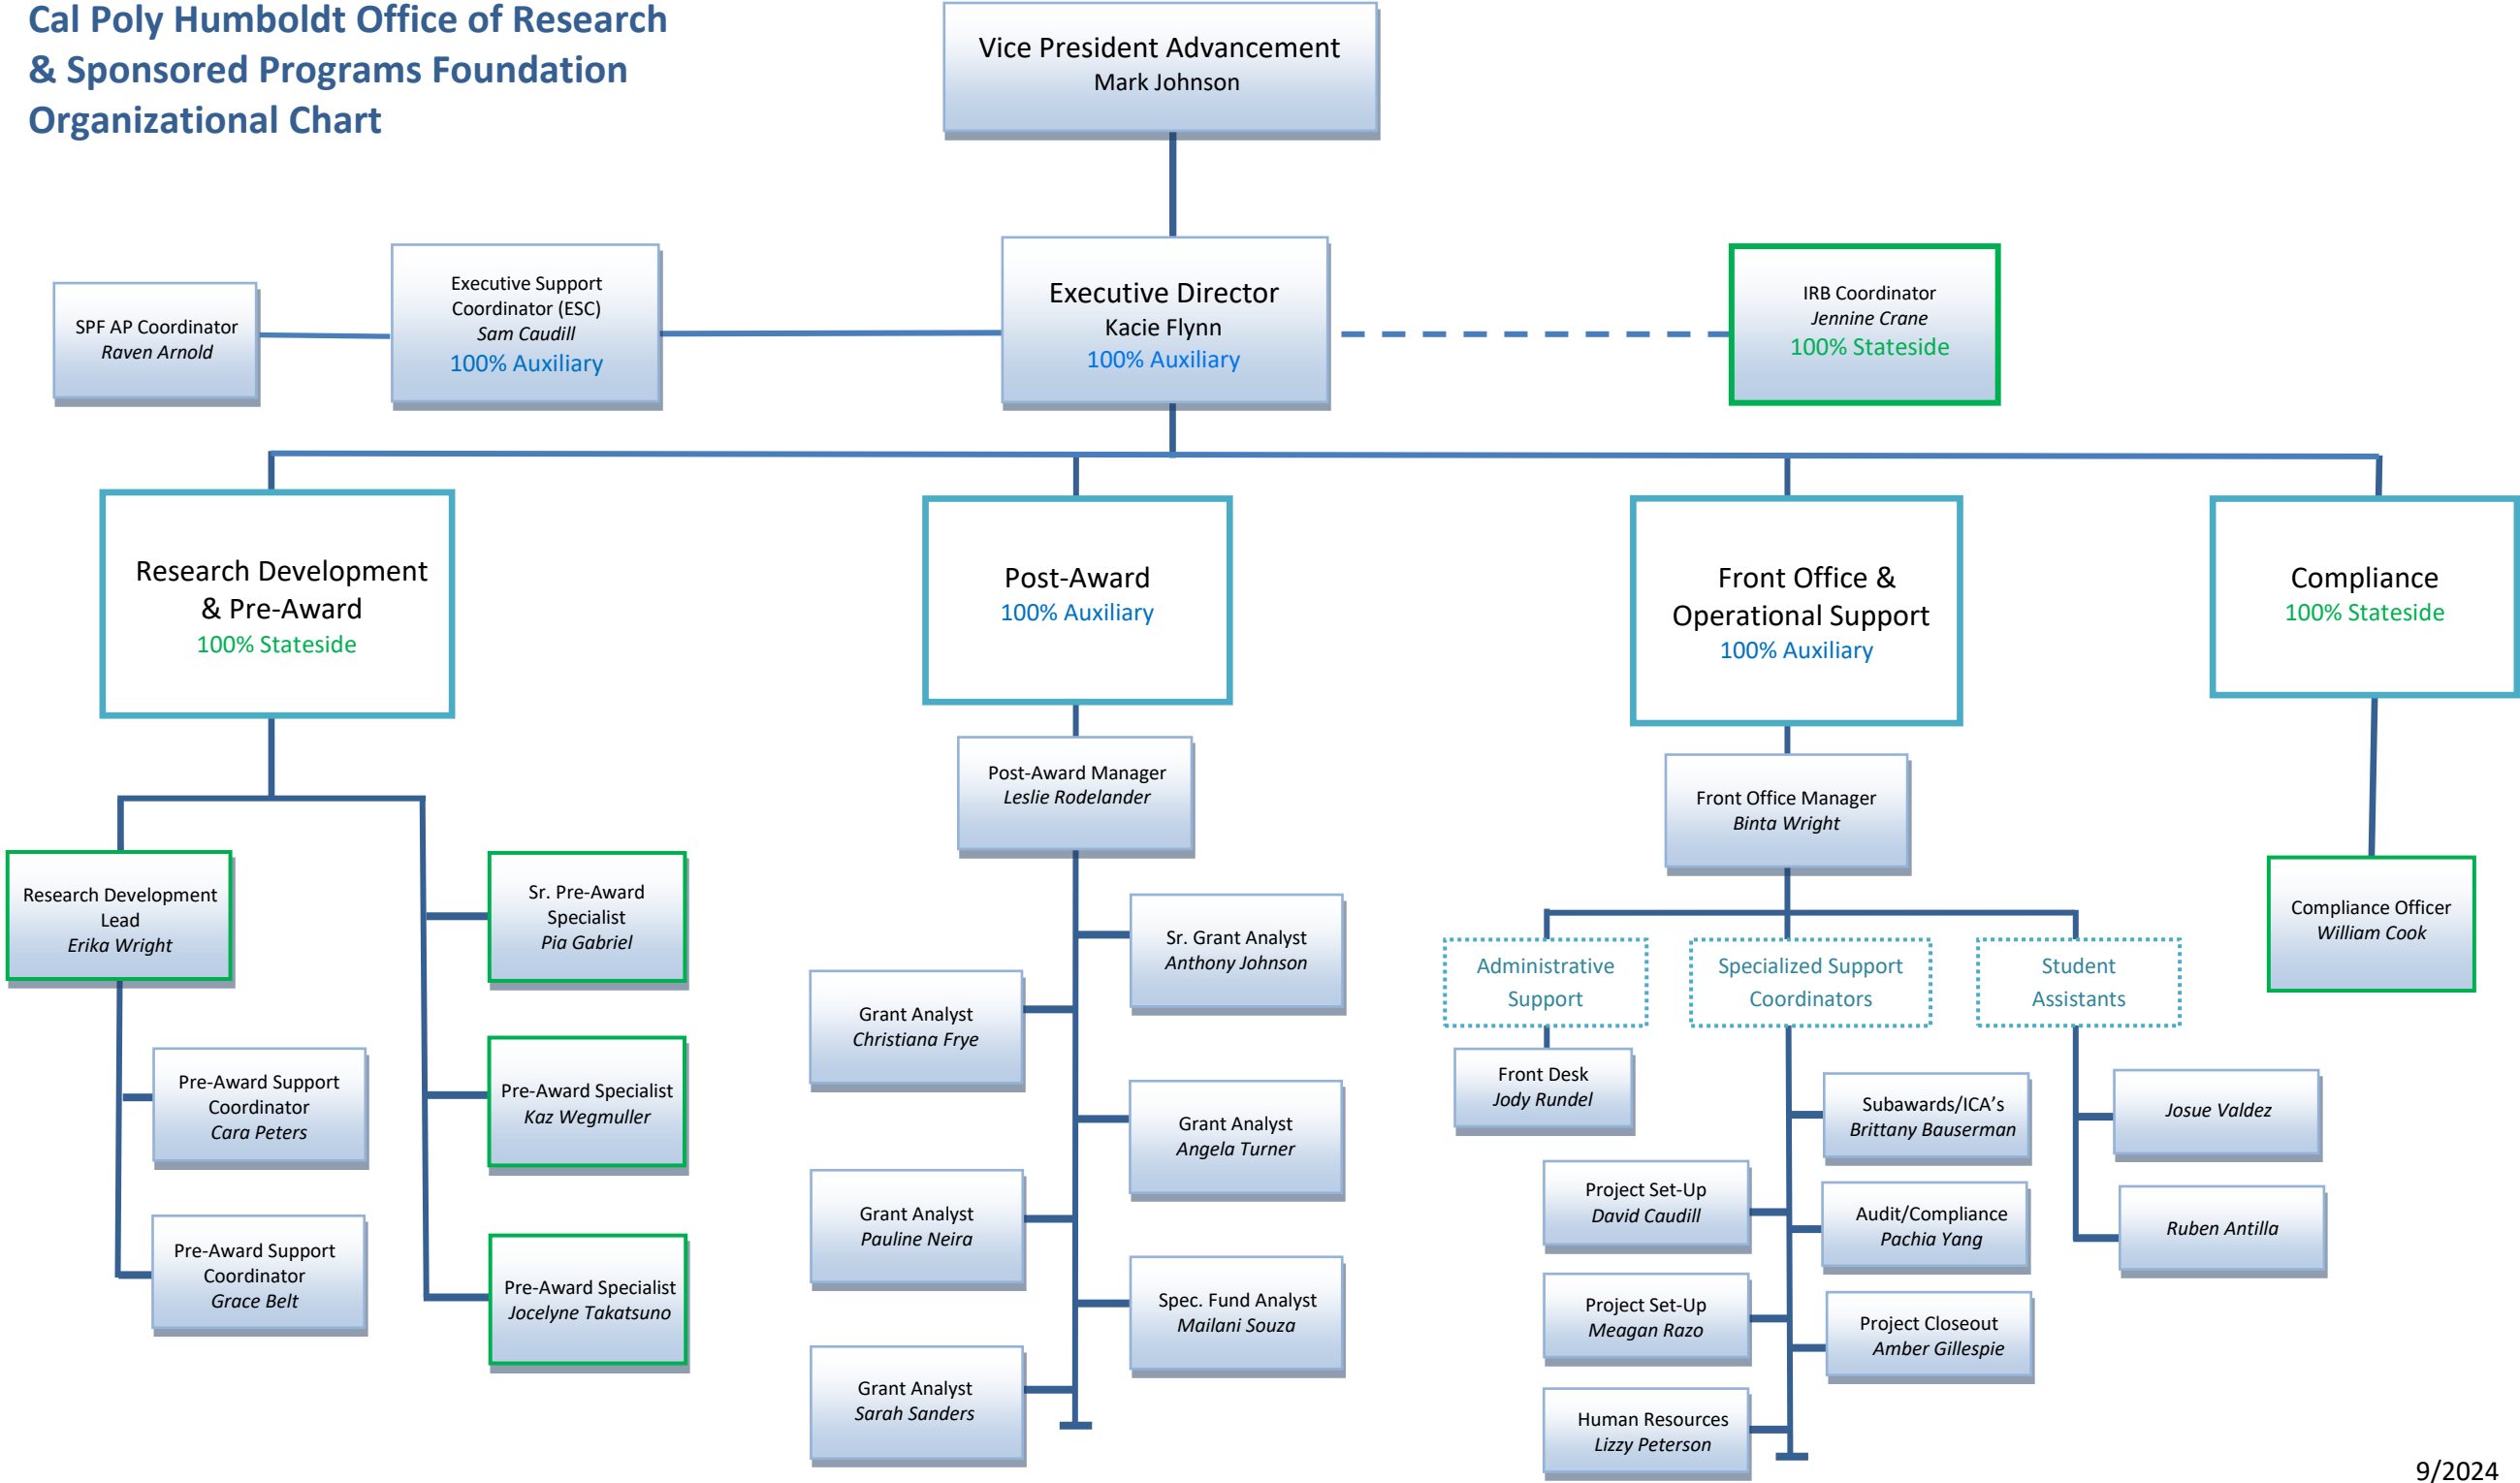 Cal Poly Humboldt Office of Research
& Sponsored Programs Foundation
Organizational Chart
Vice President Advancement
Mark Johnson
SPF AP Coordinator
Raven Arnold
Executive Support
Coordinator (ESC)
Sam Caudill
100% Auxiliary
Executive Director
Kacie Flynn
100% Auxiliary
IRB Coordinator
Jennine Crane
100% Stateside
Research Development
& Pre-Award
100% Stateside
Post-Award
100% Auxiliary
Front Office &
Operational Support
100% Auxiliary
Compliance
100% Stateside
Research Development
Lead
Erika Wright
Pre-Award Support
Coordinator
Cara Peters
Pre-Award Support
Coordinator
Grace Belt
Sr. Pre-Award
Specialist
Pia Gabriel
Pre-Award Specialist
Kaz Wegmuller
Pre-Award Specialist
Jocelyne Takatsuno
Post-Award Manager
Leslie Rodelander
Sr. Grant Analyst
Anthony Johnson
Grant Analyst
Christiana Frye
Grant Analyst
Angela Turner
Grant Analyst
Pauline Neira
Spec. Fund Analyst
Mailani Souza
Grant Analyst
Sarah Sanders
Front Office Manager
Binta Wright
Administrative
Support
Front Desk
Jody Rundel
Specialized Support
Coordinators
Subawards/ICA’s
Brittany Bauserman
Project Set-Up
David Caudill
Audit/Compliance
Pachia Yang
Project Set-Up
Meagan Razo
Project Closeout
Amber Gillespie
Human Resources
Lizzy Peterson
Student
Assistants
Josue Valdez
Ruben Antilla
Compliance Officer
William Cook
9/2024